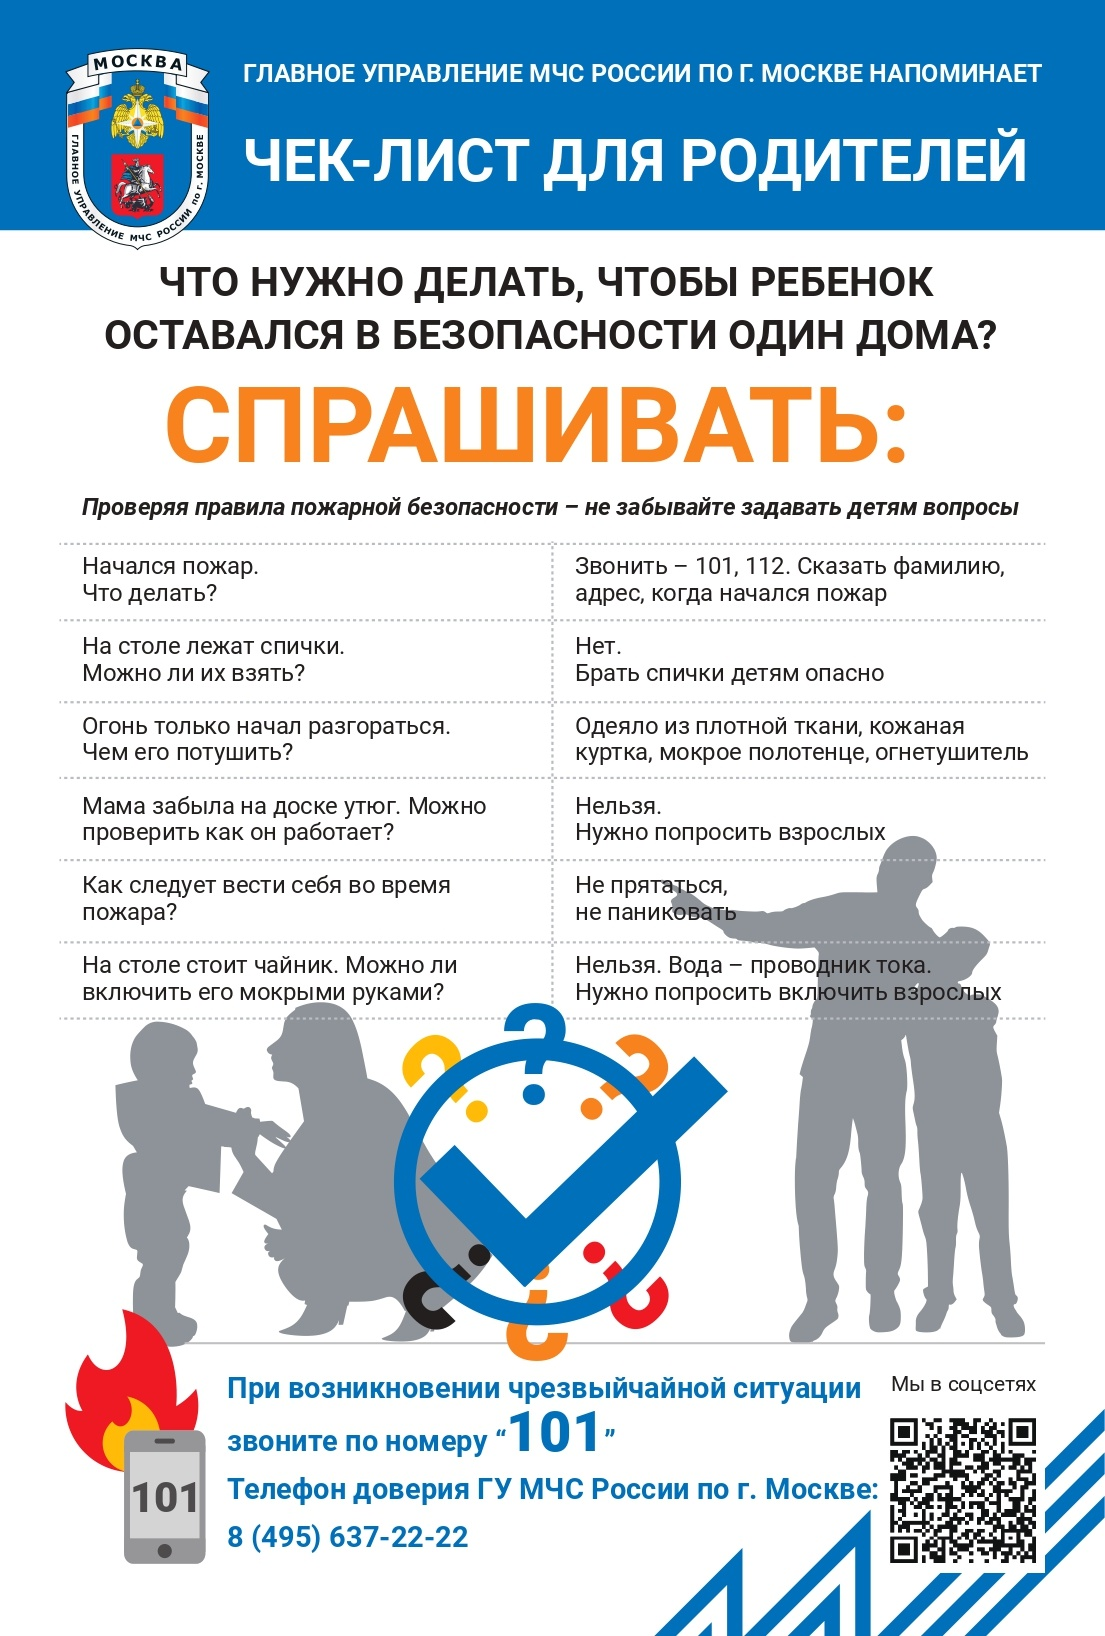 МОСКВА
ГЛАВНОЕ УПРАВЛЕНИЕ МЧС РОССИИ по г. МОСКВЕ
ГЛАВНОЕ УПРАВЛЕНИЕ МЧС РОССИИ ПО Г. МОСКВЕ НАПОМИНАЕТ
ЧЕК-ЛИСТ ДЛЯ РОДИТЕЛЕЙ
ЧТО НУЖНО ДЕЛАТЬ, ЧТОБЫ РЕБЕНОК
ОСТАВАЛСЯ В БЕЗОПАСНОСТИ ОДИН ДОМА?
СПРАШИВАТЬ:
Проверяя правила пожарной безопасности – не забывайте задавать детям вопросы
Начался пожар.
Что делать?
Звонить – 101, 112. Сказать фамилию,
адрес, когда начался пожар
На столе лежат спички.
Можно ли их взять?
Нет.
Брать спички детям опасно
Огонь только начал разгораться.
Чем его потушить?
Одеяло из плотной ткани, кожаная
куртка, мокрое полотенце, огнетушитель
Мама забыла на доске утюг. Можно
проверить как он работает?
Нельзя.
Нужно попросить взрослых
Как следует вести себя во время
пожара?
Не прятаться,
не паниковать
На столе стоит чайник. Можно ли
включить его мокрыми руками?
Нельзя. Вода – проводник тока.
Нужно попросить включить взрослых
? ? ?
? ? ?
При возникновении чрезвыйчайной ситуации
звоните по номеру “101”
Телефон доверия ГУ МЧС России по г. Москве:
8 (495) 637-22-22
101
Мы в соцсетях